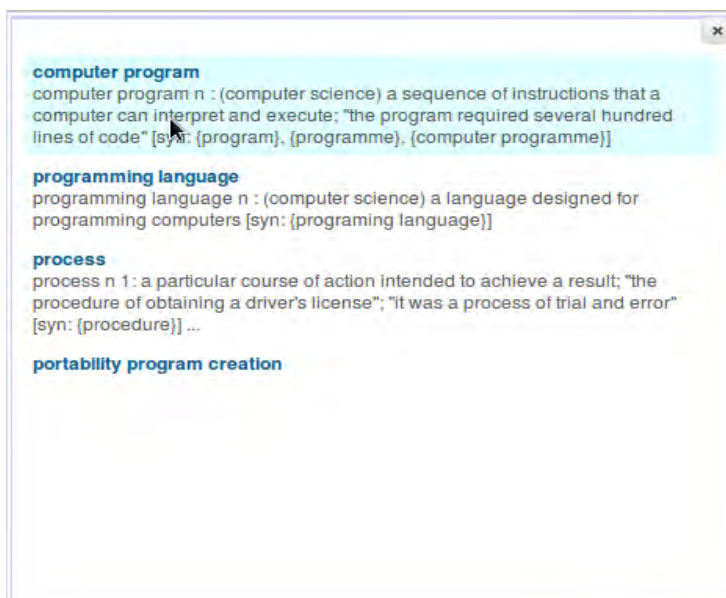 computer program
computer program n : (computer science) a sequence of instructions that a
computer can interpret and execute; "the program required several hundred
lines of code" [syn: {program}, {programme}, {computer programme}]
programming language
programming language n : (computer science) a language designed for
programming computers [syn: {programing language}]
process
process n 1: a particular course of action intended to achieve a result; "the
procedure of obtaining a driver's license"; "it was a process of trial and error"
[syn: {procedure}] ...
portability program creation